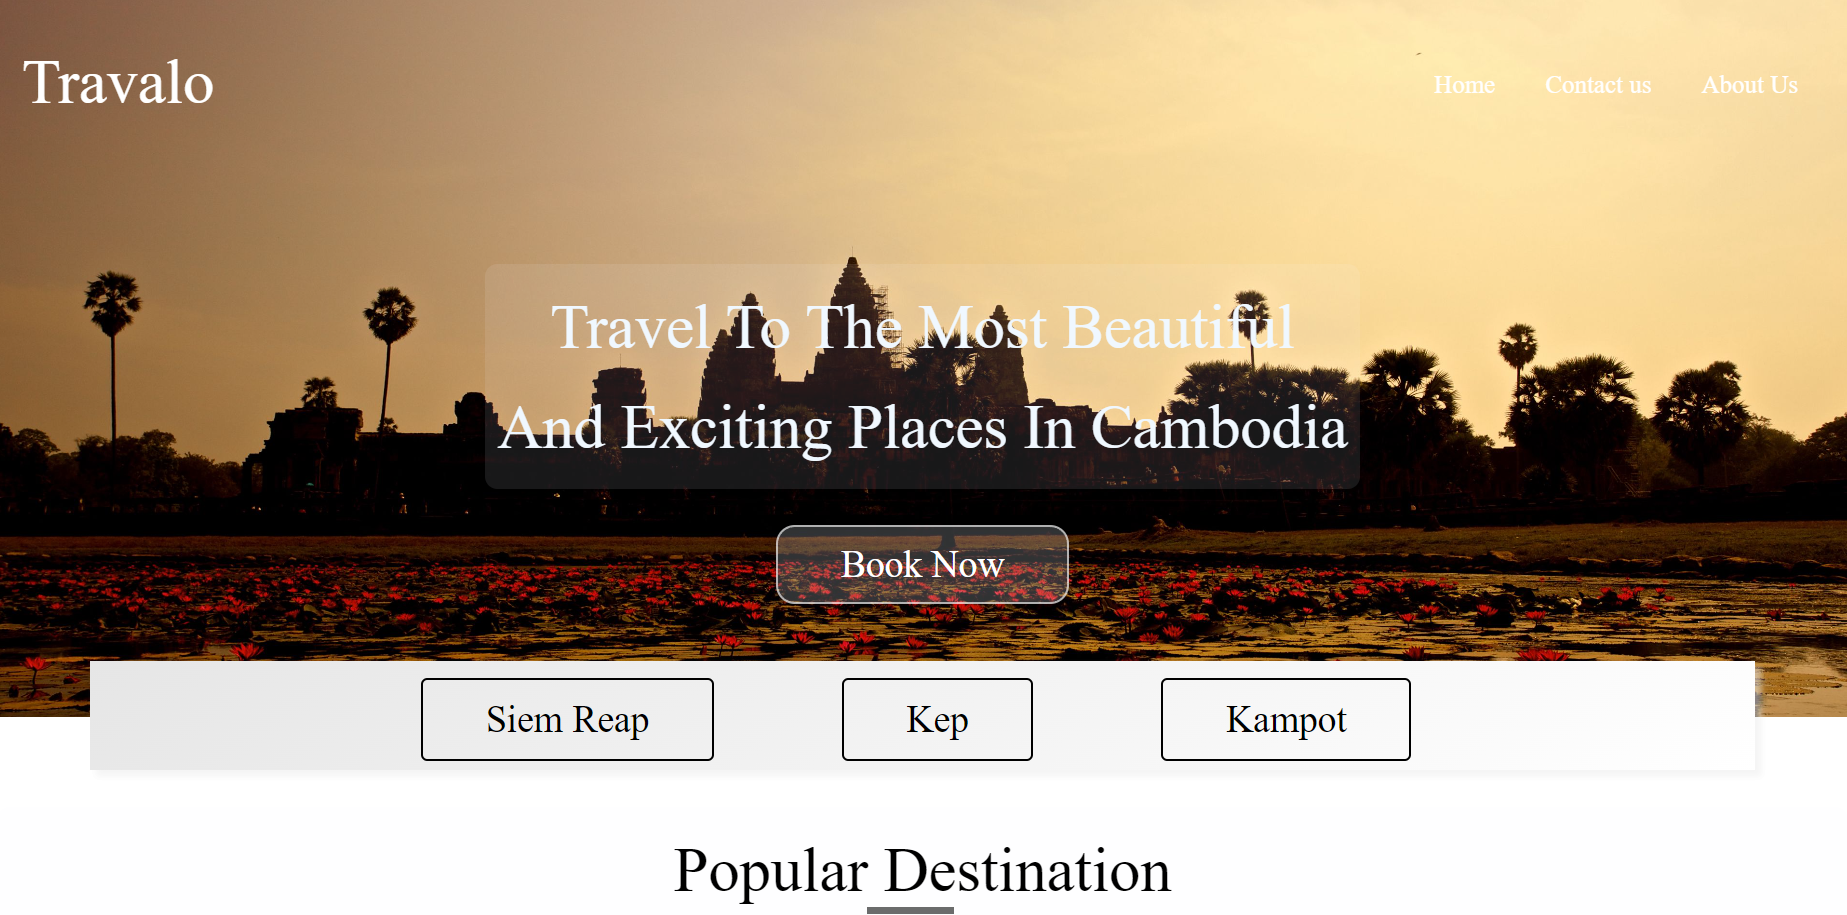 Travalo
Home Contact us About Us
Travel To The Most Beautiful
And Exciting Places In Cambodia
Book Now
Siem Reap Kep Kampot
Popular Destination